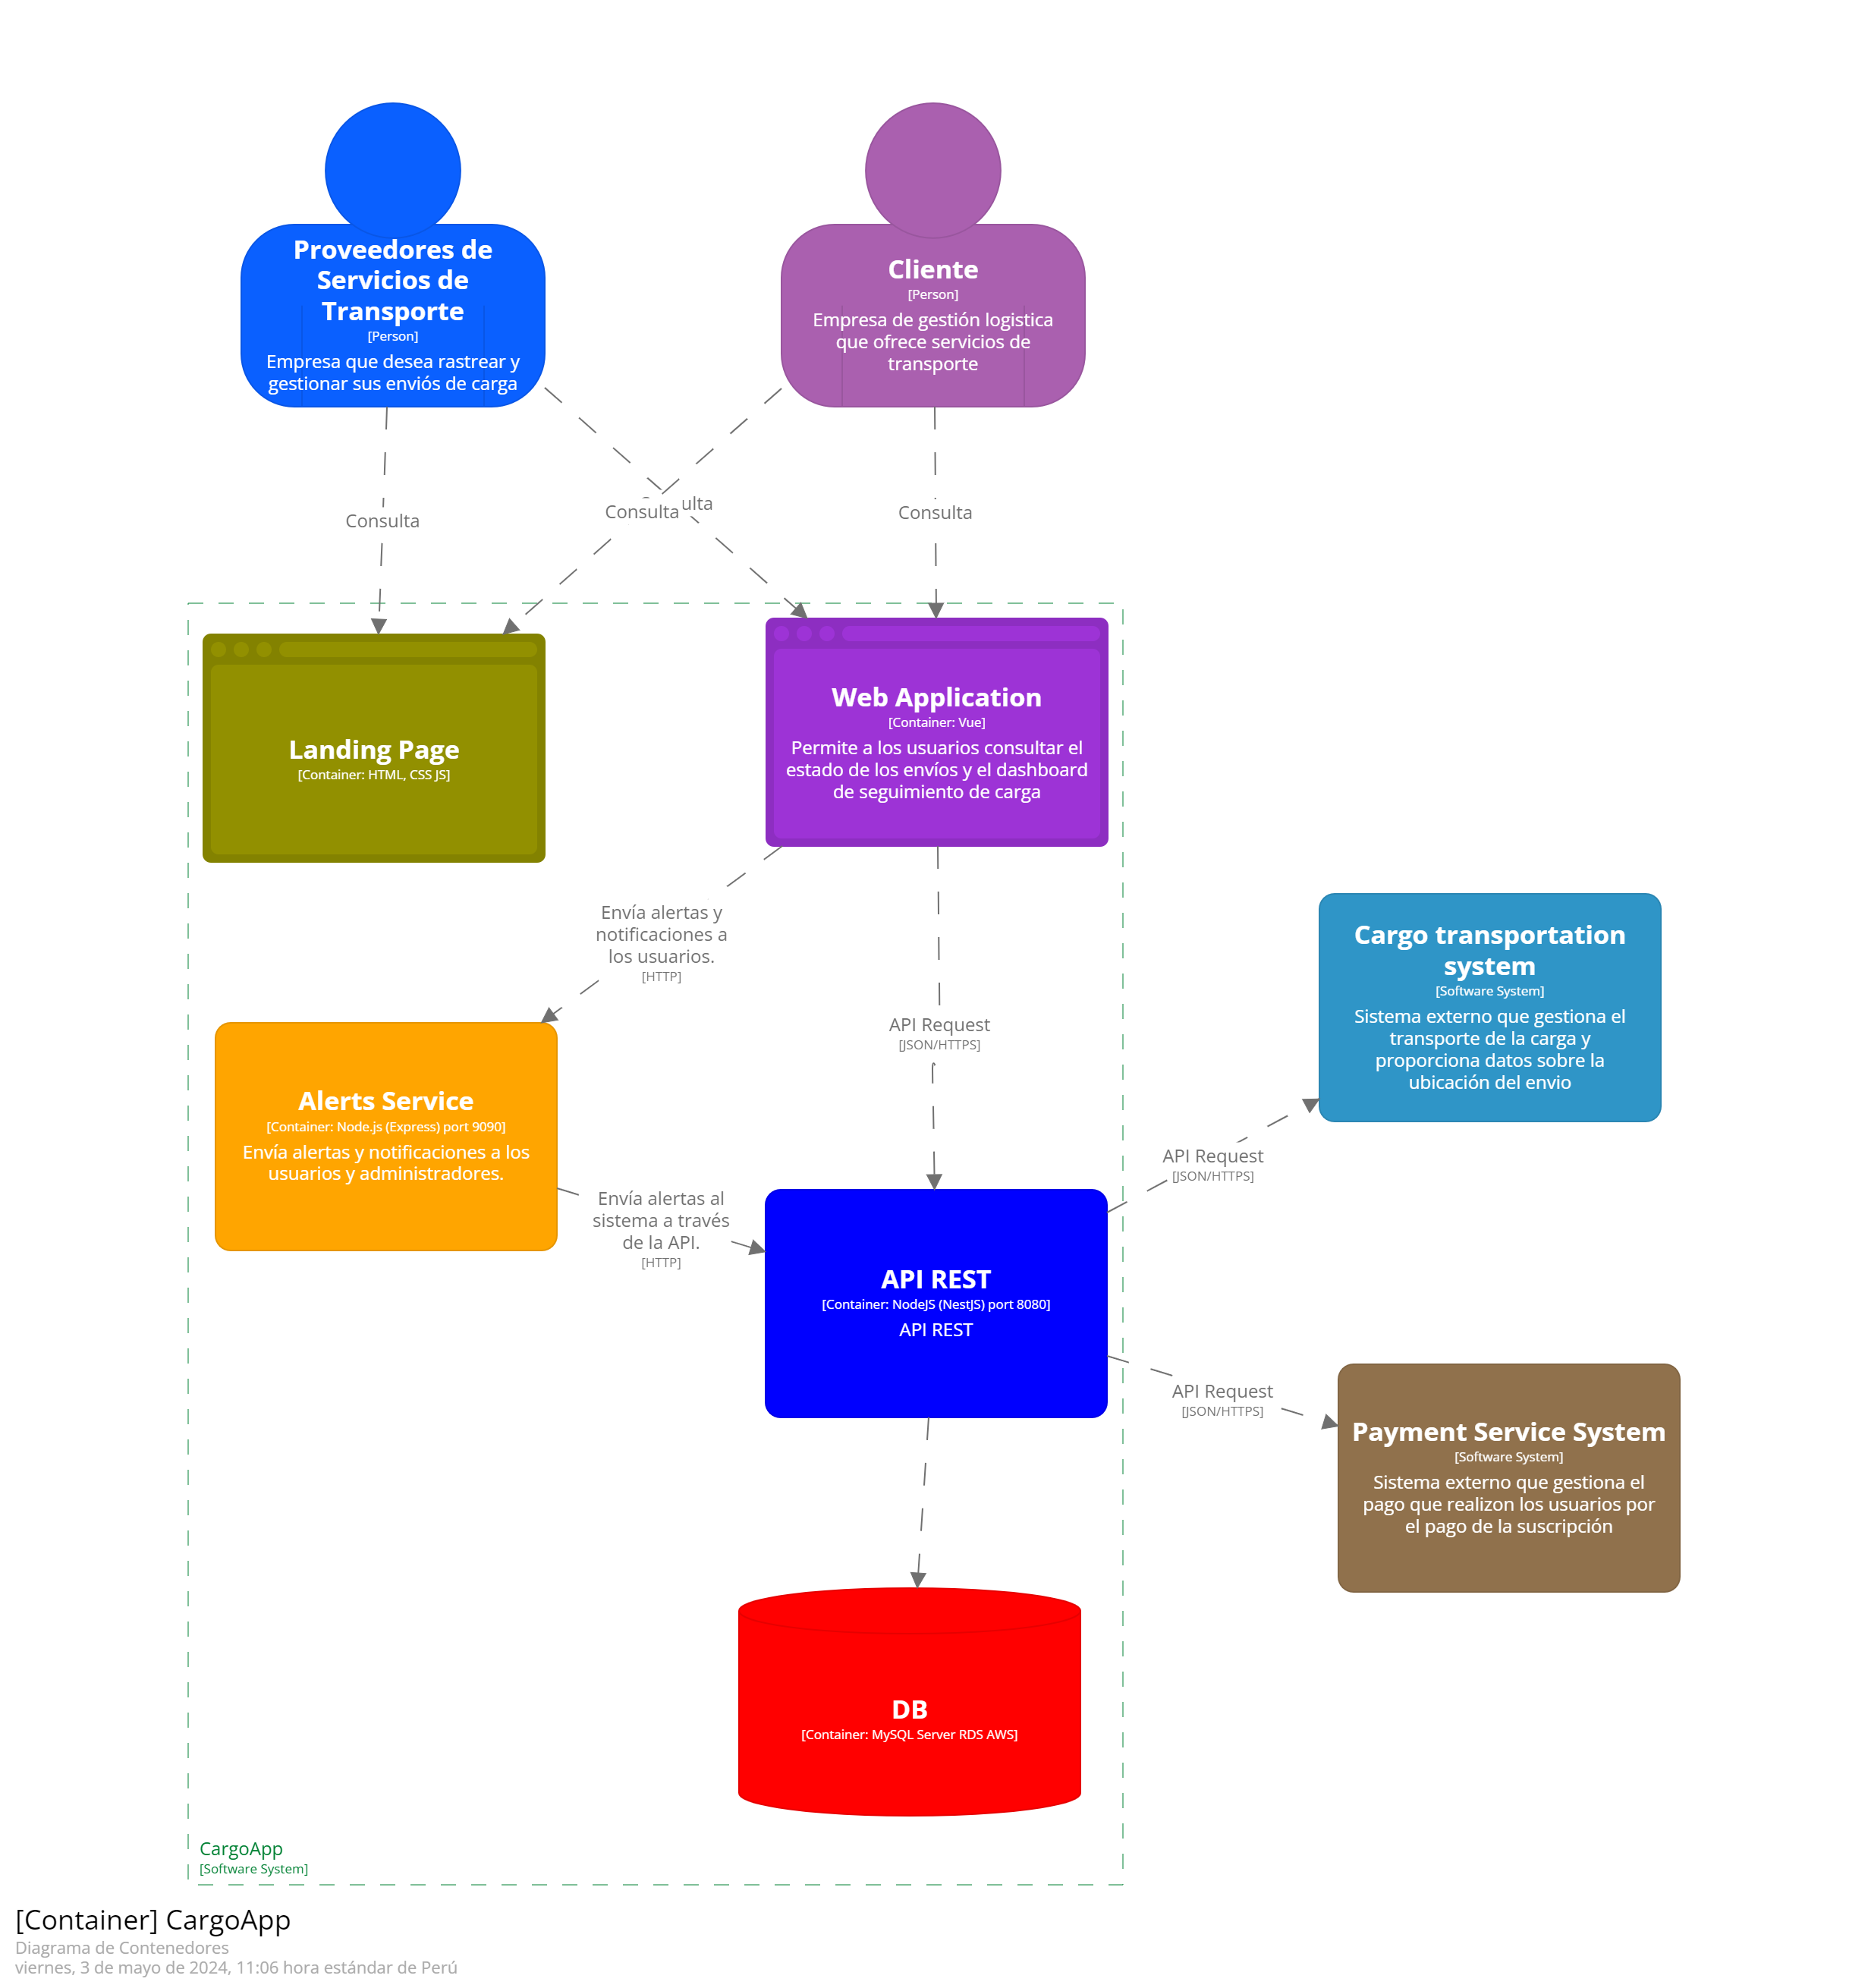 Proveedores de
Servicios de
Transporte
[Person]
Empresa que desea rastrear y
gestionar sus enviós de carga
Cliente
[Person]
Empresa de gestión logistica
que ofrece servicios de
transporte
Consulta
Consulta
ulta
Consulta
Landing Page
[Container: HTML, CSS JS]
Web Application
[Container: Vue]
Permite a los usuarios consultar el
estado de los envíos y el dashboard
de seguimiento de carga
Envía alertas y
notificaciones a
los usuarios.
[HTTP]
API Request
[JSON/HTTPS]
Cargo transportation
system
[Software System]
Sistema externo que gestiona el
transporte de la carga y
proporciona datos sobre la
ubicación del envio
Alerts Service
[Container: Node.js (Express) port 9090]
Envía alertas y notificaciones a los
usuarios y administradores.
Envía alertas al
sistema a través
de la API.
[HTTP]
API Request
[JSON/HTTPS]
API REST
[Container: NodeJS (NestJS) port 8080]
API REST
API Request
[JSON/HTTPS]
Payment Service System
[Software System]
Sistema externo que gestiona el
pago que realizon los usuarios por
el pago de la suscripción
DB
[Container: MySQL Server RDS AWS]
CargoApp
[Software System]
[Container] CargoApp
Diagrama de Contenedores
viernes, 3 de mayo de 2024, 11:06 hora estándar de Perú